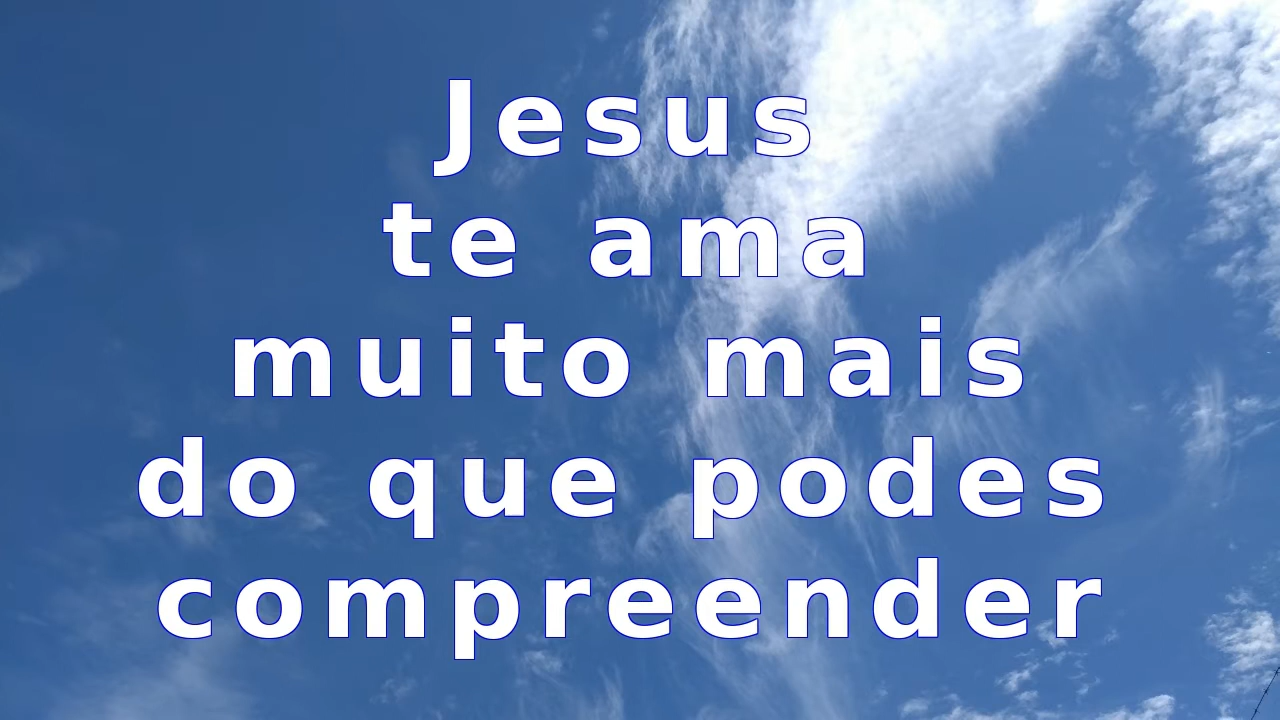 Jesus
te ama
muito mais
do que podes
compreender